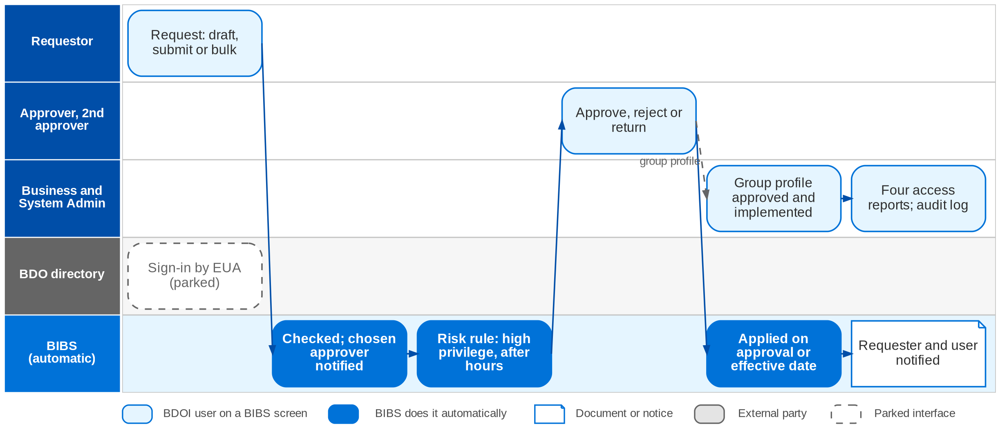 Requestor
Request: draft,
submit or bulk
Approver, 2nd
approver
Approve, reject or
return
group profile
Business and
System Admin
Group profile
approved and
implemented
Four access
reports; audit log
BDO directory
Sign-in by EUA
(parked)
BIBS
(automatic)
Checked; chosen
approver
notified
Risk rule: high
privilege, after
hours
Applied on
approval or
effective date
Requester and user
notified
BDOI user on a BIBS screen
BIBS does it automatically
Document or notice
External party
Parked interface